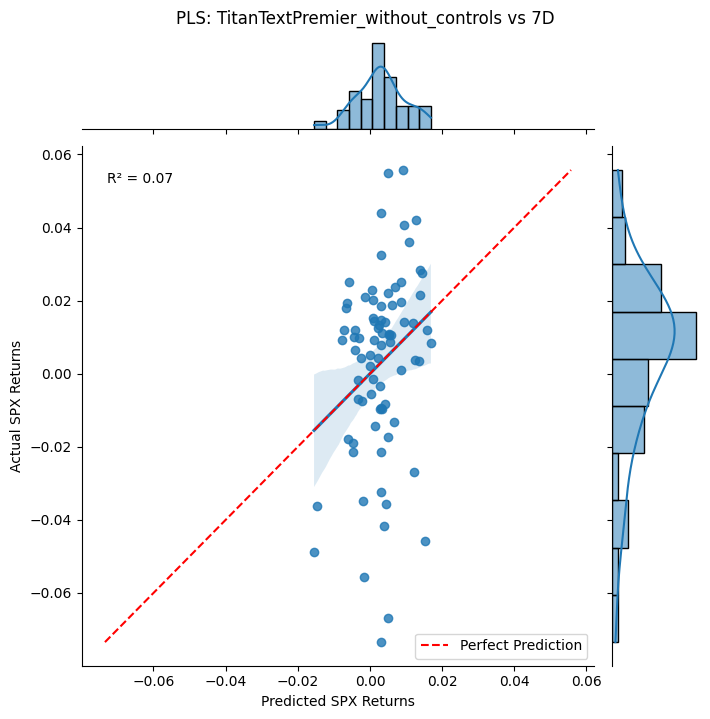 PLS: TitanTextPremier_without_controls vs 7D
R² = 0.07
0.06
0.04
0.02
0.00
−0.02
−0.04
−0.06
Actual SPX Returns
Perfect Prediction
−0.06
−0.04
−0.02
0.00
0.02
0.04
0.06
Predicted SPX Returns